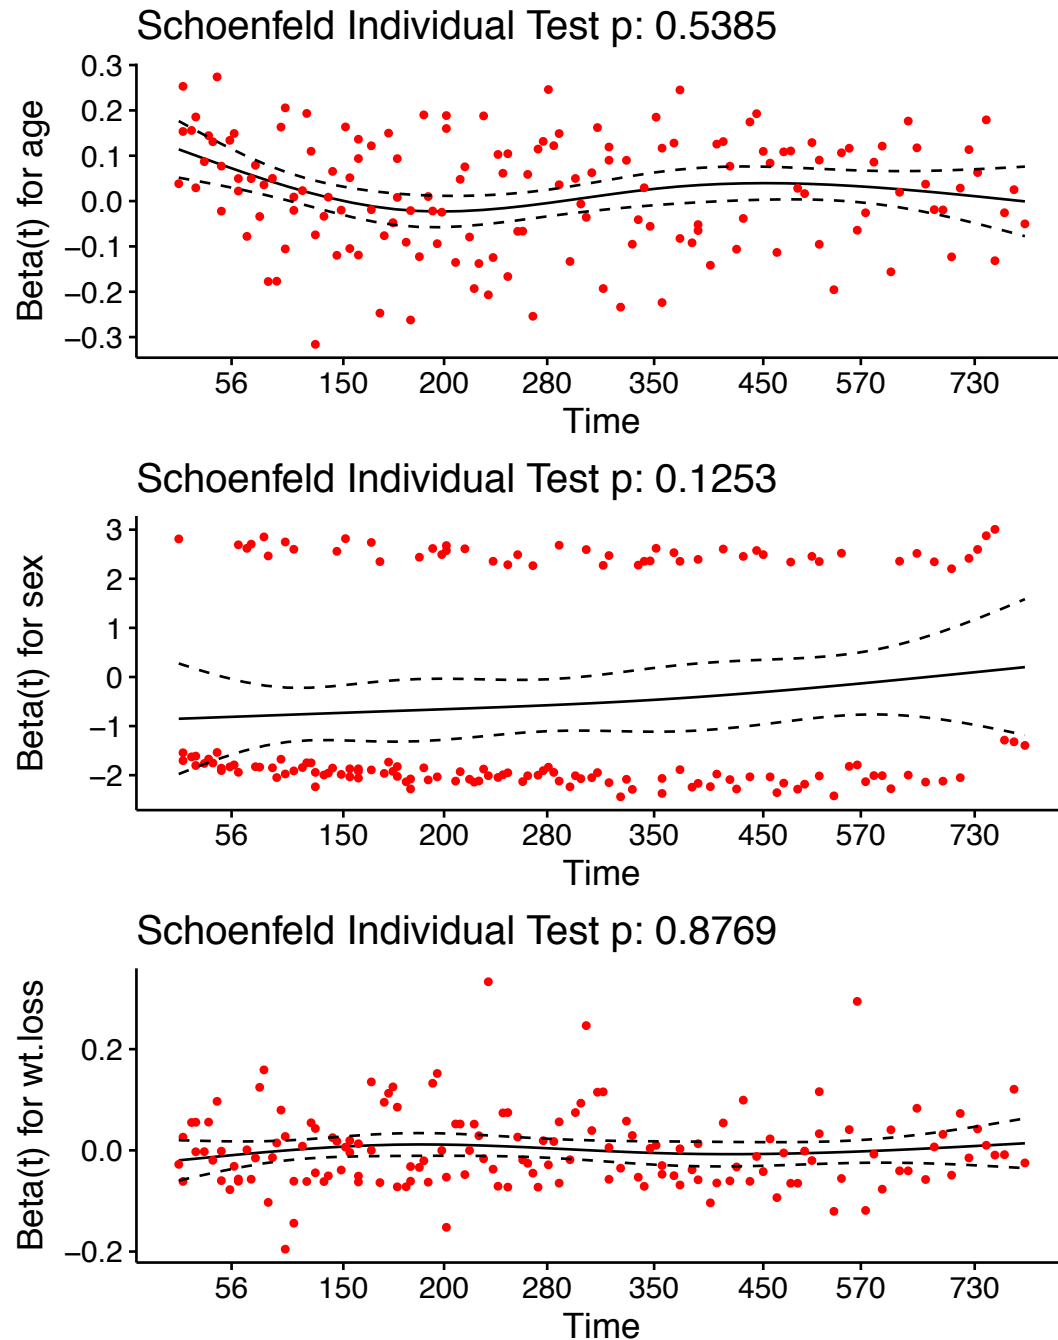 Schoenfeld Individual Test p: 0.5385
Beta(t) for age
0.3
0.2
0.1
0.0
−0.1
−0.2
−0.3
56 150 200 280 350 450 570 730
Time
Schoenfeld Individual Test p: 0.1253
Beta(t) for sex
3
2
1
0
−1
−2
56 150 200 280 350 450 570 730
Time
Schoenfeld Individual Test p: 0.8769
Beta(t) for wt.loss
0.2
0.0
−0.2
56 150 200 280 350 450 570 730
Time